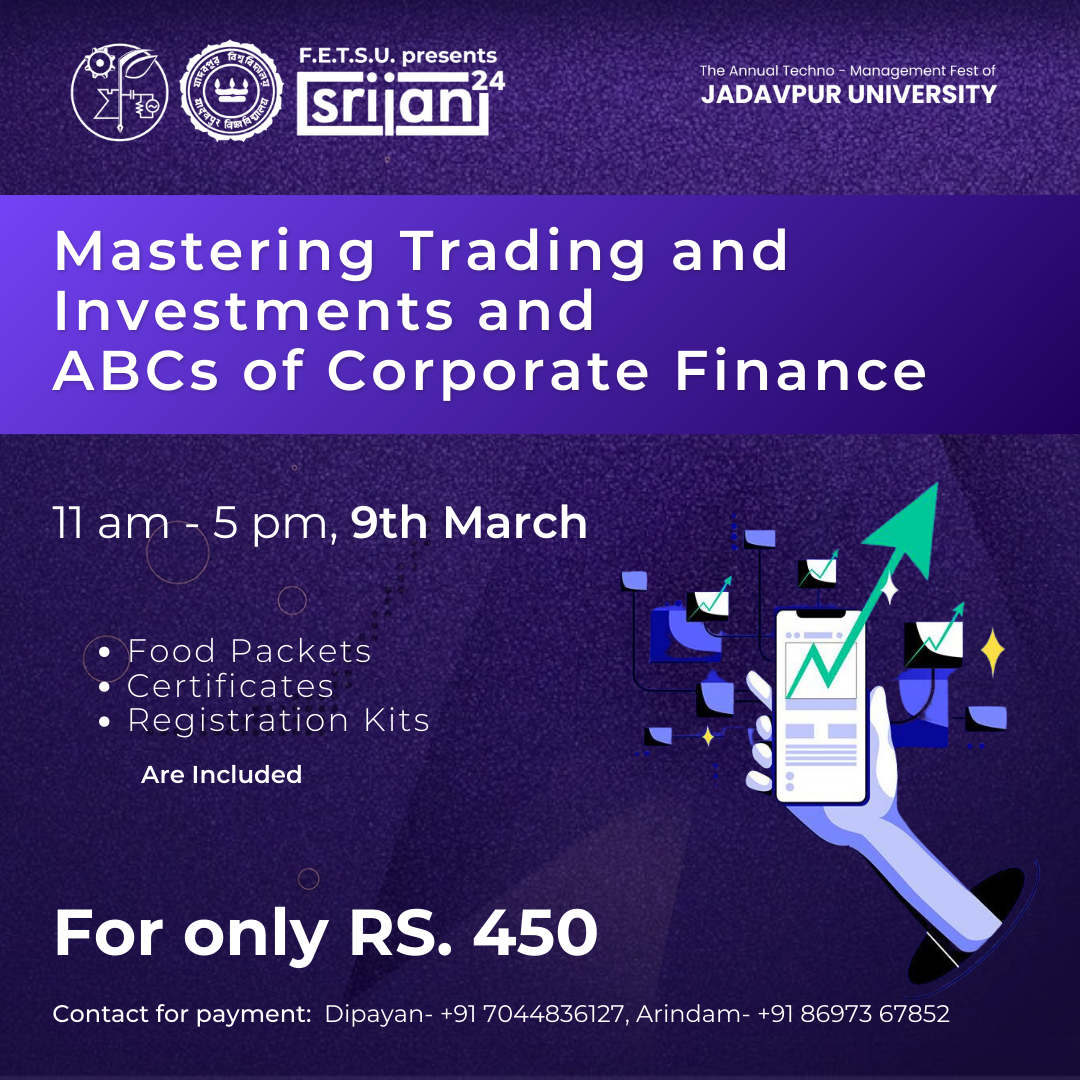 F.E.T.S.U. presents
srijan 24
The Annual Techno - Management Fest of
JADAVPUR UNIVERSITY
Mastering Trading and
Investments and
ABCs of Corporate Finance
11 am - 5 pm, 9th March
Food Packets
Certificates
Registration Kits
Are Included
For only RS. 450
Contact for payment: Dipayan- +91 7044836127, Arindam- +91 86973 67852